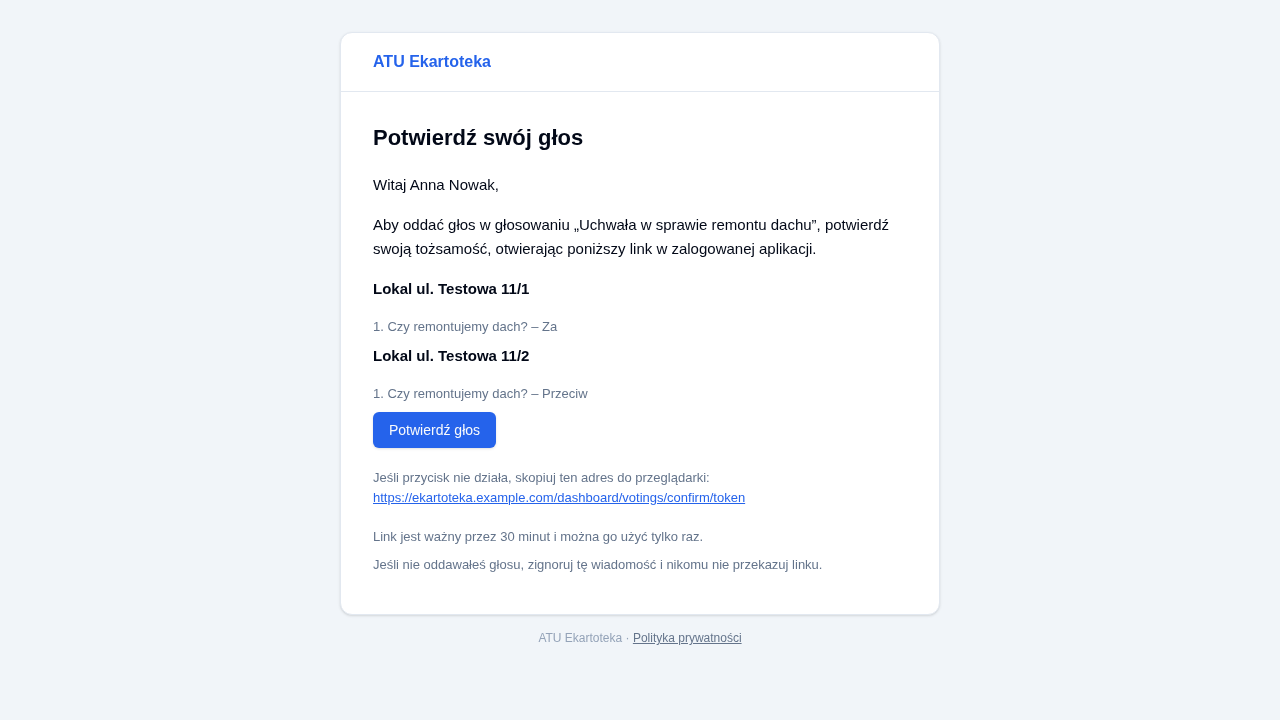 ATU Ekartoteka
Potwierdź swój głos
Witaj Anna Nowak,
Aby oddać głos w głosowaniu „Uchwała w sprawie remontu dachu”, potwierdź
swoją tożsamość, otwierając poniższy link w zalogowanej aplikacji.
Lokal ul. Testowa 11/1
1. Czy remontujemy dach? – Za
Lokal ul. Testowa 11/2
1. Czy remontujemy dach? – Przeciw
Potwierdź głos
Jeśli przycisk nie działa, skopiuj ten adres do przeglądarki:
https://ekartoteka.example.com/dashboard/votings/confirm/token
Link jest ważny przez 30 minut i można go użyć tylko raz.
Jeśli nie oddawałeś głosu, zignoruj tę wiadomość i nikomu nie przekazuj linku.
ATU Ekartoteka · Polityka prywatności